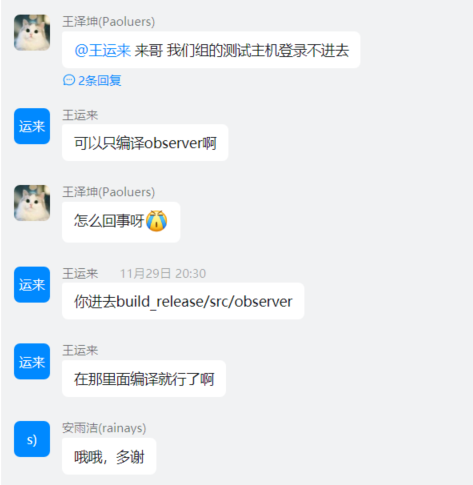 王泽坤(Paoluers)
@王运来 来哥 我们组的测试主机登录不进去
2条回复
运来
王运来
可以只编译observer啊
王泽坤(Paoluers)
怎么回事呀
运来
王运来 11月29日 20:30
你进去build_release/src/observer
运来
王运来
在那里面编译就行了啊
s)
安雨洁(rainays)
哦哦，多谢